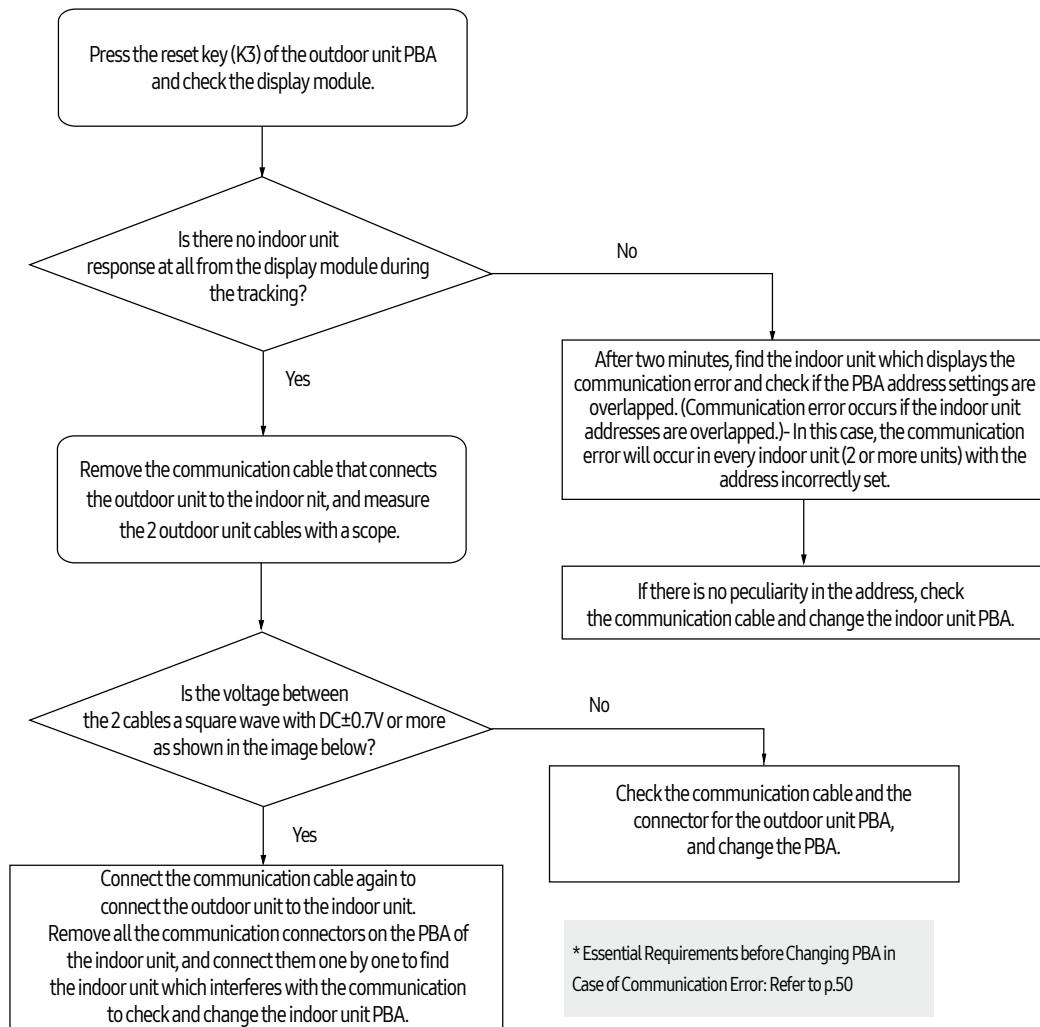 Press the reset key (K3) of the outdoor unit PBA
and check the display module.
Is there no indoor unit
response at all from the display module during
the tracking?
No
Yes
After two minutes, find the indoor unit which displays the
communication error and check if the PBA address settings are
overlapped. (Communication error occurs if the indoor unit
addresses are overlapped.)- In this case, the communication
error will occur in every indoor unit (2 or more units) with the
address incorrectly set.
If there is no peculiarity in the address, check
the communication cable and change the indoor unit PBA.
Remove the communication cable that connects
the outdoor unit to the indoor nit, and measure
the 2 outdoor unit cables with a scope.
Is the voltage between
the 2 cables a square wave with DC±0.7V or more
as shown in the image below?
No
Yes
Check the communication cable and the
connector for the outdoor unit PBA,
and change the PBA.
Connect the communication cable again to
connect the outdoor unit to the indoor unit.
Remove all the communication connectors on the PBA of
the indoor unit, and connect them one by one to find
the indoor unit which interferes with the communication
to check and change the indoor unit PBA.
* Essential Requirements before Changing PBA in
Case of Communication Error: Refer to p.50